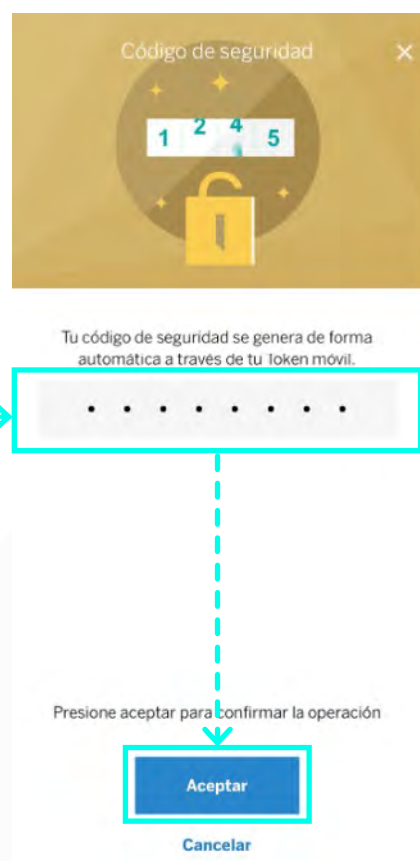 Código de seguridad
1 2 4 5
Tu código de seguridad se genera de forma
automática a través de tu Token móvil.
• • • • • • • •
Presione aceptar para confirmar la operación
Aceptar
Cancelar